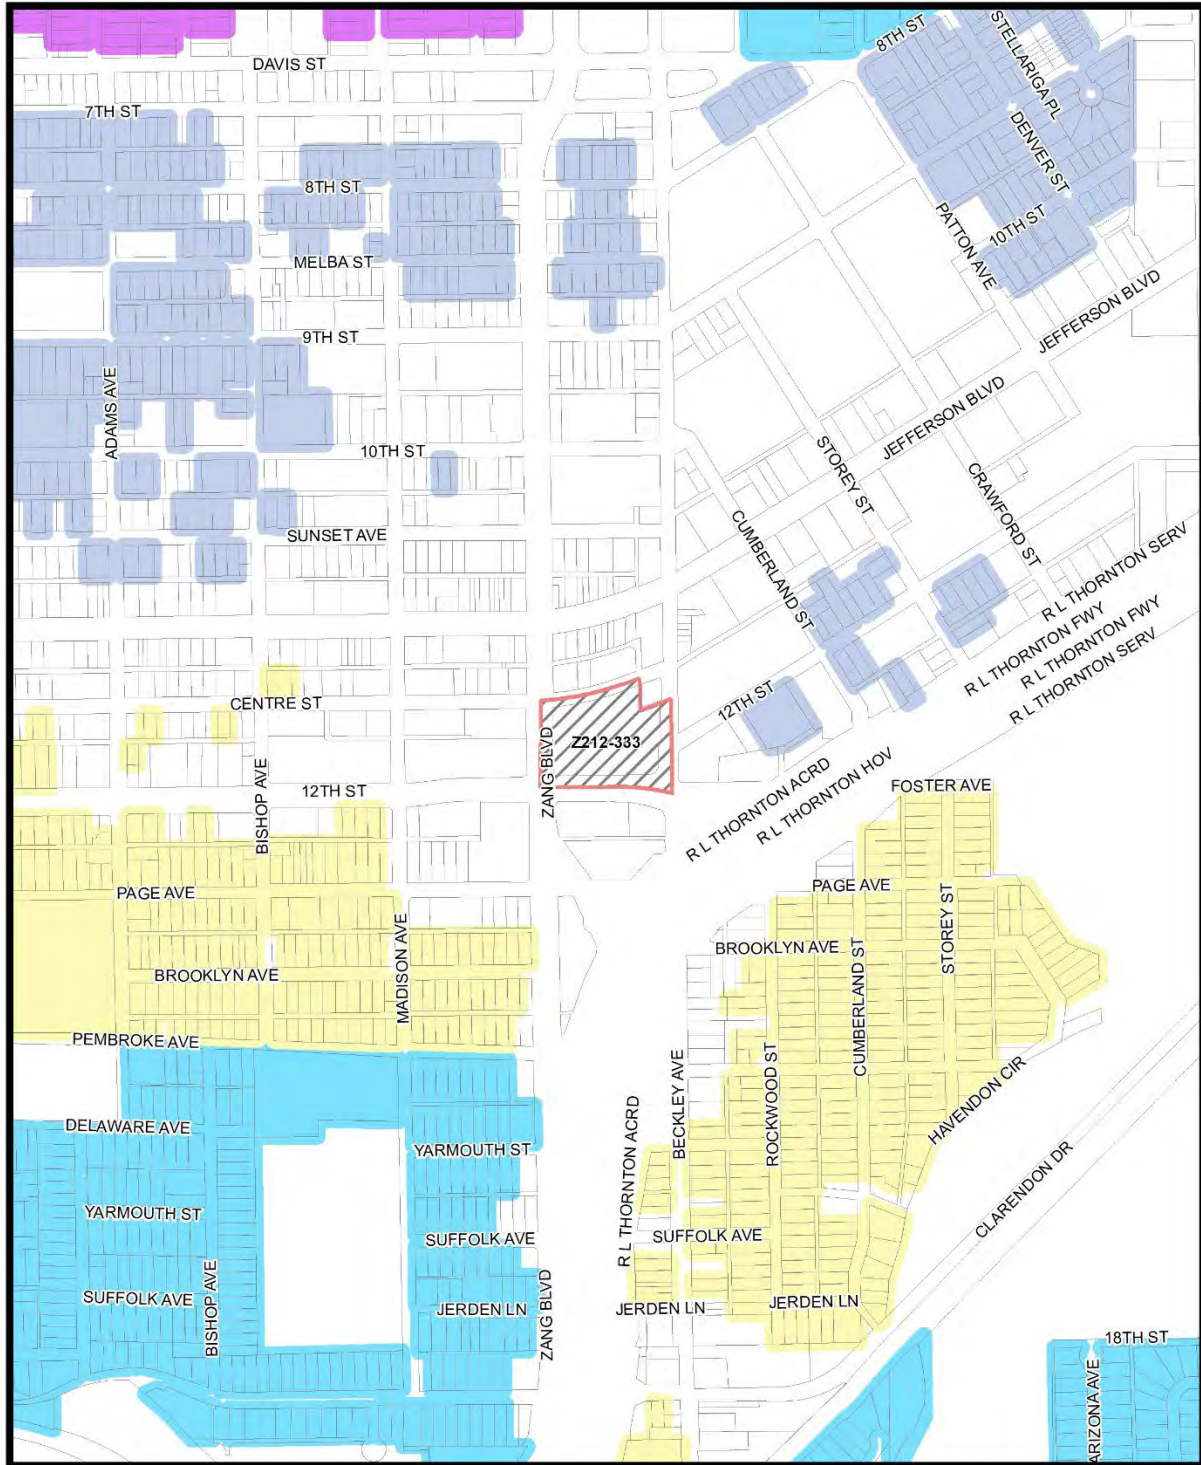 8TH ST
STELLARIGA PL
DAVIS ST
7TH ST
DENVER ST
8TH ST
PATTON AVE
10TH ST
MELBA ST
JEFFERSON BLVD
9TH ST
ADAMS AVE
JEFFERSON BLVD
10TH ST
STOREY ST
CRAWFORD ST
SUNSET AVE
CUMBERLAND ST
R L THORNTON SERV
R L THORNTON FWY
R L THORNTON FWY
R L THORNTON SERV
CENTRE ST
12TH ST
ZANG BLVD
Z212-333
BISHOP AVE
12TH ST
R L THORNTON ACRD
R L THORNTON HOV
FOSTER AVE
PAGE AVE
PAGE AVE
STOREY ST
MADISON AVE
BROOKLYN AVE
CUMBERLAND ST
BROOKLYN AVE
PEMBROKE AVE
BECKLEY AVE
ROCKWOOD ST
HAVENDON CIR
DELAWARE AVE
R L THORNTON ACRD
YARMOUTH ST
CLARENDON DR
YARMOUTH ST
SUFFOLK AVE
SUFFOLK AVE
BISHOP AVE
ZANG BLVD
SUFFOLK AVE
JERDEN LN
JERDEN LN
JERDEN LN
18TH ST
ARIZONA AVE